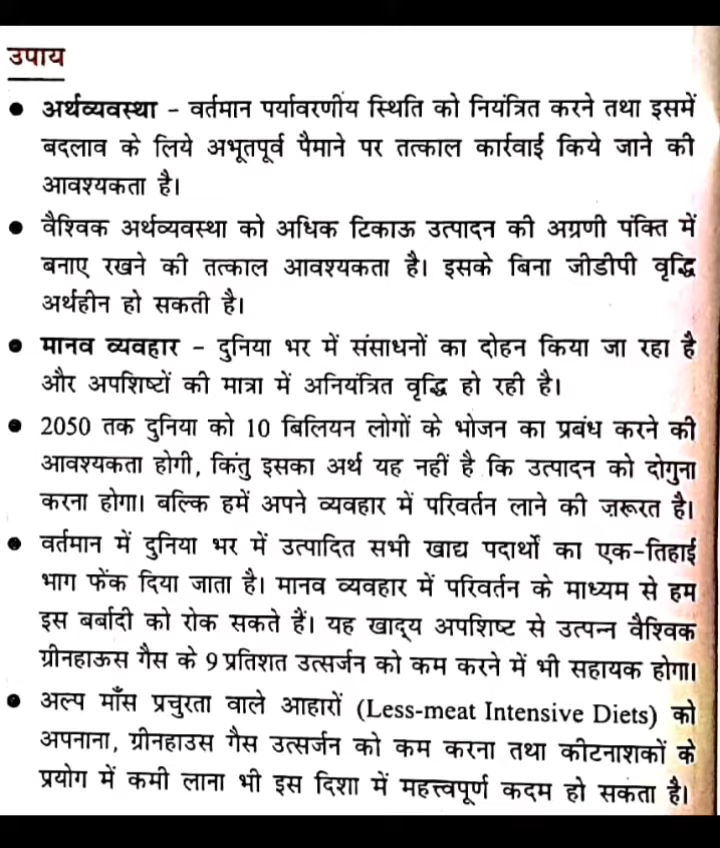 उपाय
● अर्थव्यवस्था - वर्तमान पर्यावरणीय स्थिति को नियंत्रित करने तथा इसमें
बदलाव के लिये अभूतपूर्व पैमाने पर तत्काल कार्रवाई किये जाने की
आवश्यकता है।
● वैश्विक अर्थव्यवस्था को अधिक टिकाऊ उत्पादन की अग्रणी पंक्ति में
बनाए रखने की तत्काल आवश्यकता है। इसके बिना जीडीपी वृद्धि
अर्थहीन हो सकती है।
● मानव व्यवहार - दुनिया भर में संसाधनों का दोहन किया जा रहा है
और अपशिष्टों की मात्रा में अनियंत्रित वृद्धि हो रही है।
● 2050 तक दुनिया को 10 बिलियन लोगों के भोजन का प्रबंध करने की
आवश्यकता होगी, किंतु इसका अर्थ यह नहीं है कि उत्पादन को दोगुना
करना होगा। बल्कि हमें अपने व्यवहार में परिवर्तन लाने की ज़रूरत है।
● वर्तमान में दुनिया भर में उत्पादित सभी खाद्य पदार्थों का एक-तिहाई
भाग फेंक दिया जाता है। मानव व्यवहार में परिवर्तन के माध्यम से हम
इस बर्बादी को रोक सकते हैं। यह खाद्य अपशिष्ट से उत्पन्न वैश्विक
ग्रीनहाऊस गैस के 9 प्रतिशत उत्सर्जन को कम करने में भी सहायक होगा।
● अल्प माँस प्रचुरता वाले आहारों (Less-meat Intensive Diets) को
अपनाना, ग्रीनहाउस गैस उत्सर्जन को कम करना तथा कीटनाशकों के
प्रयोग में कमी लाना भी इस दिशा में महत्त्वपूर्ण कदम हो सकता है।